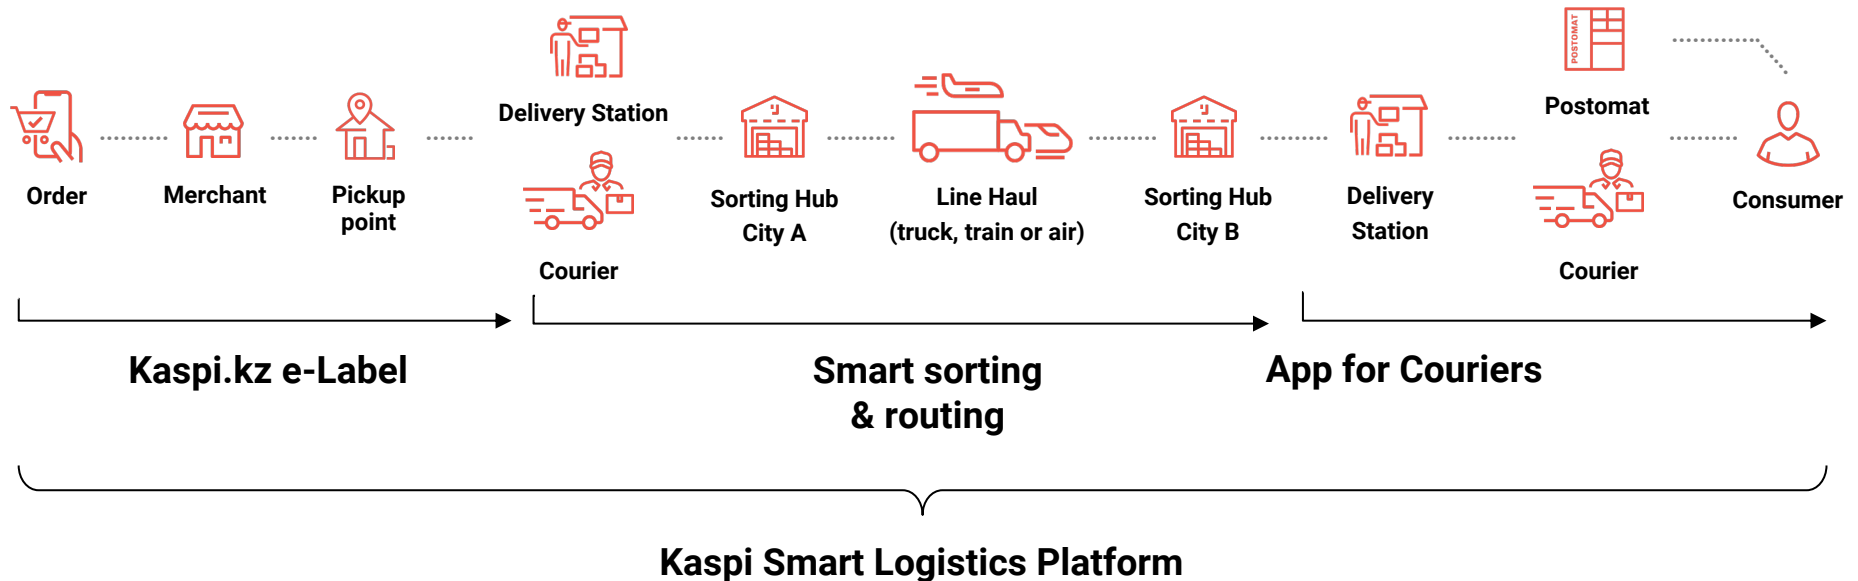 Order
Merchant
Pickup
point
Delivery Station
Courier
Sorting Hub
City A
Line Haul
(truck, train or air)
Sorting Hub
City B
Delivery
Station
POSTOMAT
Postomat
Courier
Consumer
Kaspi.kz e-Label
Smart sorting
& routing
App for Couriers
Kaspi Smart Logistics Platform